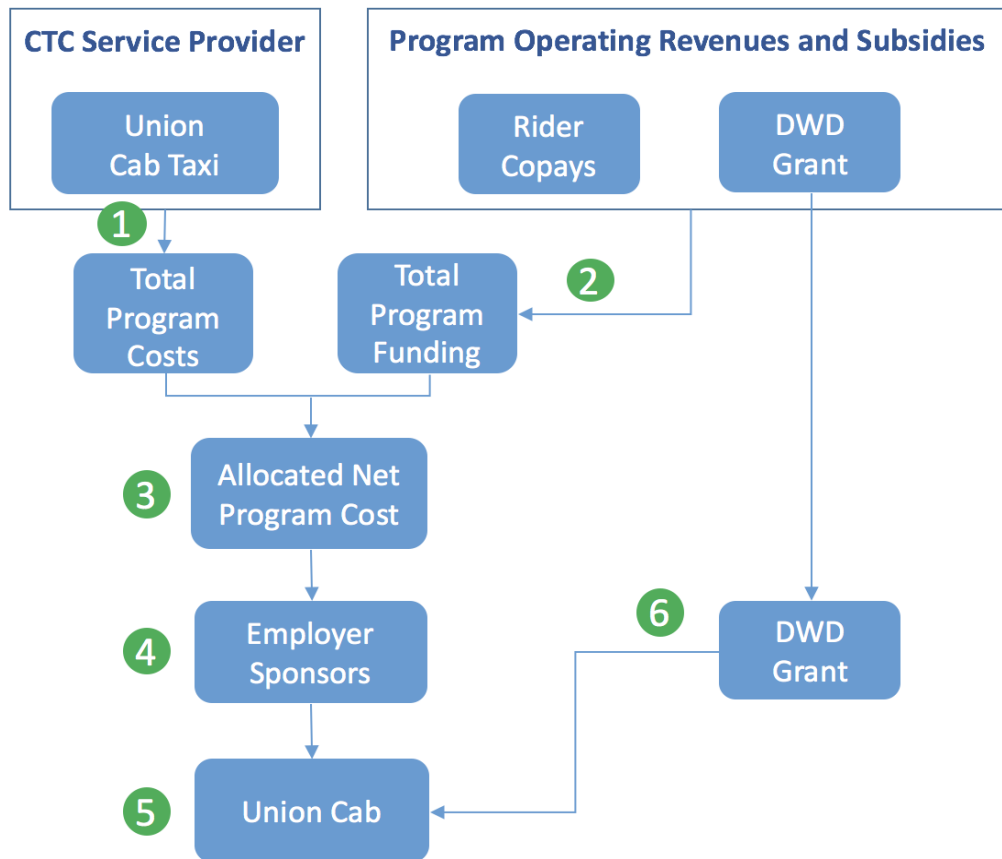 CTC Service Provider
Union
Cab Taxi
Program Operating Revenues and Subsidies
Rider
Copays
DWD
Grant
1
Total
Program
Costs
Total
Program
Funding
2
3
Allocated Net
Program Cost
4
Employer
Sponsors
6
DWD
Grant
5
Union Cab